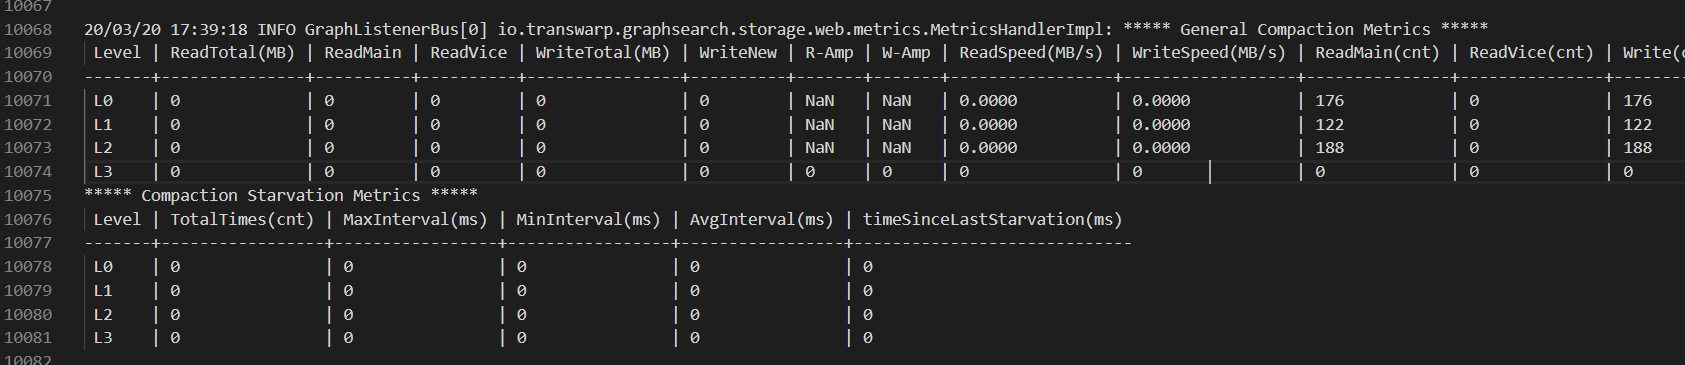 10067
10068 20/03/20 17:39:18 INFO GraphListenerBus[0] io.transwarp.graphsearch.storage.web.metrics.MetricsHandlerImpl: ***** General Compaction Metrics *****
10069 Level | ReadTotal(MB) | ReadMain | ReadVice | WriteTotal(MB) | WriteNew | R-Amp | W-Amp | ReadSpeed(MB/s) | WriteSpeed(MB/s) | ReadMain(cnt) | ReadVice(cnt) | Write(c
10070 -------+---------------+----------+----------+----------------+----------+-------+-------+-----------------+------------------+---------------+---------------+--------
10071 L0 | 0 | 0 | 0 | 0 | 0 | NaN | NaN | 0.0000 | 0.0000 | 176 | 0 | 176
10072 L1 | 0 | 0 | 0 | 0 | 0 | NaN | NaN | 0.0000 | 0.0000 | 122 | 0 | 122
10073 L2 | 0 | 0 | 0 | 0 | 0 | NaN | NaN | 0.0000 | 0.0000 | 188 | 0 | 188
10074 L3 | 0 | 0 | 0 | 0 | 0 | 0 | 0 | 0 | 0 | 0 | 0 | 0
10075 ***** Compaction Starvation Metrics *****
10076 Level | TotalTimes(cnt) | MaxInterval(ms) | MinInterval(ms) | AvgInterval(ms) | timeSinceLastStarvation(ms)
10077 -------+-----------------+-----------------+-----------------+-----------------+-----------------------------
10078 L0 | 0 | 0 | 0 | 0 | 0
10079 L1 | 0 | 0 | 0 | 0 | 0
10080 L2 | 0 | 0 | 0 | 0 | 0
10081 L3 | 0 | 0 | 0 | 0 | 0
10082